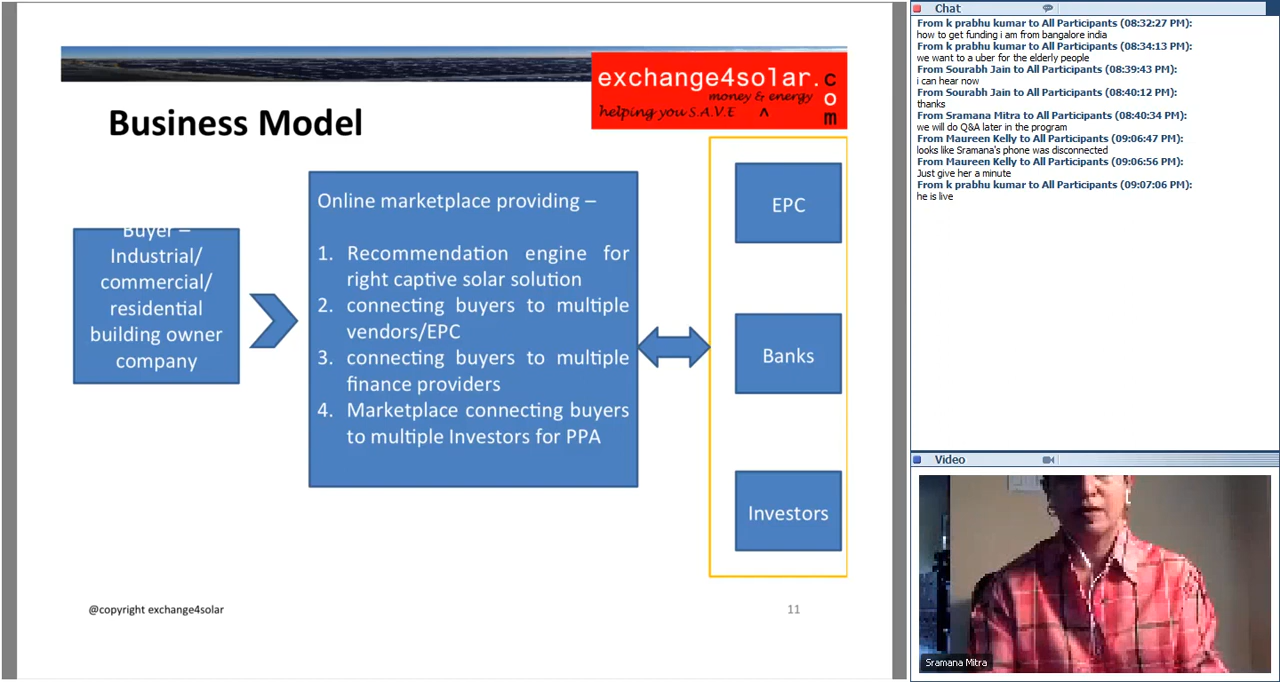 Business Model
exchange4solar.com
money & energy
helping you S.A.V.E ^
Buyer –
Industrial/
commercial/
residential
building owner
company
Online marketplace providing –
1. Recommendation engine for
right captive solar solution
2. connecting buyers to multiple
vendors/EPC
3. connecting buyers to multiple
finance providers
4. Marketplace connecting buyers
to multiple Investors for PPA
EPC
Banks
Investors
@copyright exchange4solar
11
Chat
From k prabhu kumar to All Participants (08:32:27 PM):
how to get funding i am from bangalore india
From k prabhu kumar to All Participants (08:34:13 PM):
we want to a uber for the elderly people
From Sourabh Jain to All Participants (08:39:43 PM):
i can hear now
From Sourabh Jain to All Participants (08:40:12 PM):
thanks
From Sramana Mitra to All Participants (08:40:34 PM):
we will do Q&A later in the program
From Maureen Kelly to All Participants (09:06:47 PM):
looks like Sramana's phone was disconnected
From Maureen Kelly to All Participants (09:06:56 PM):
Just give her a minute
From k prabhu kumar to All Participants (09:07:06 PM):
he is live
Video
Sramana Mitra